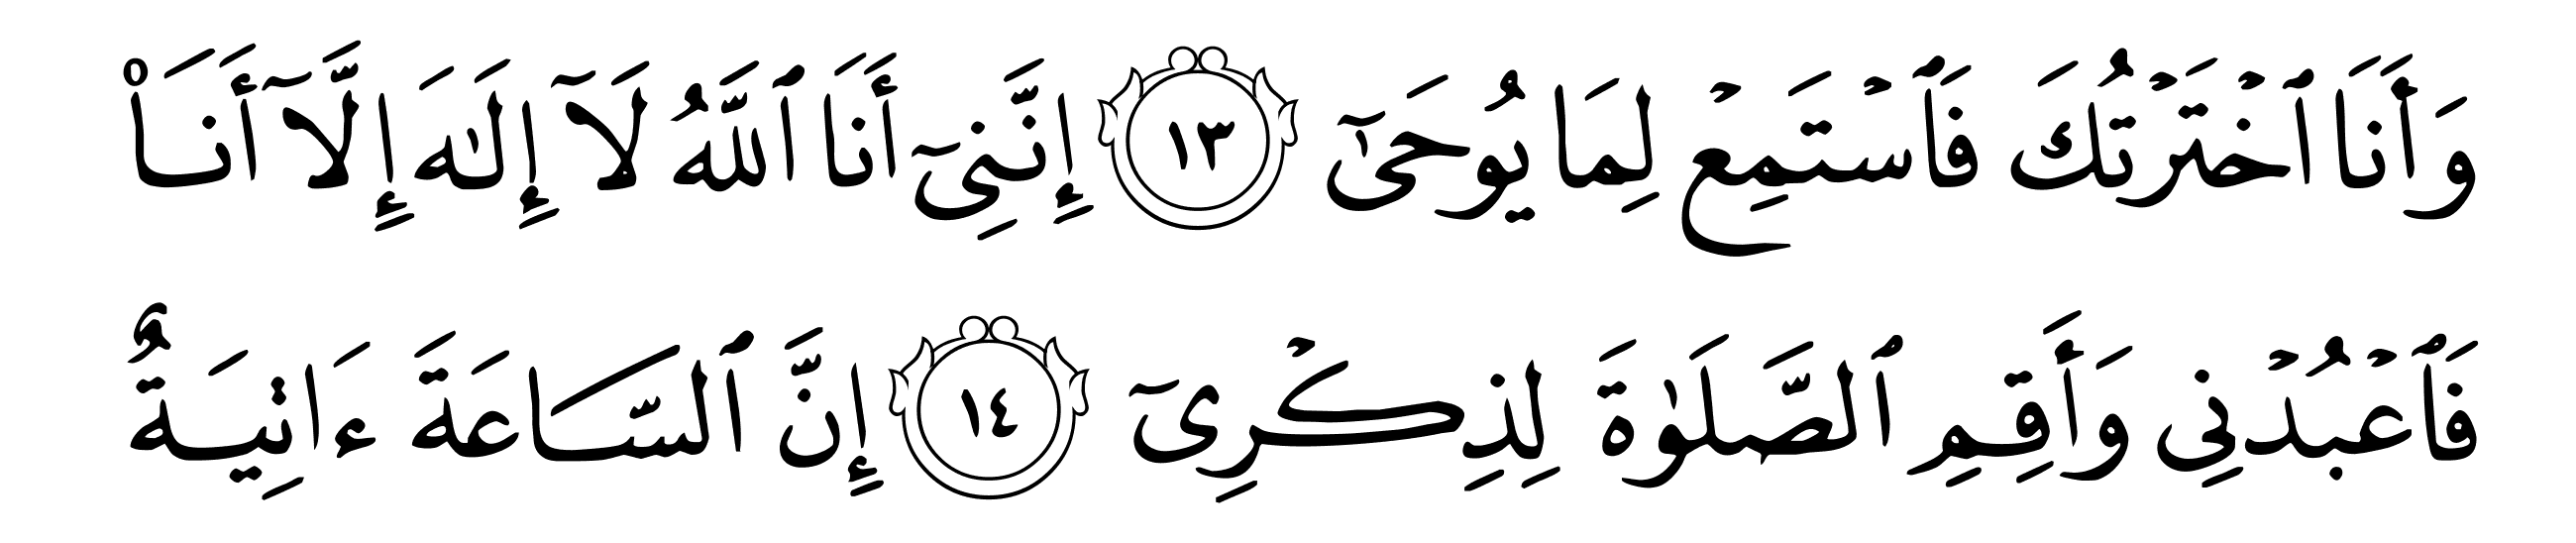 وَأَنَا ٱخۡتَرۡتُكَ فَٱسۡتَمِعۡ لِمَا يُوحَىٰٓ ١٣ إِنَّنِيٓ أَنَا ٱللَّهُ لَآ إِلَٰهَ إِلَّآ أَنَا۠
فَٱعۡبُدۡنِي وَأَقِمِ ٱلصَّلَوٰةَ لِذِكۡرِيٓ ١٤ إِنَّ ٱلسَّاعَةَ ءَاتِيَةٌ